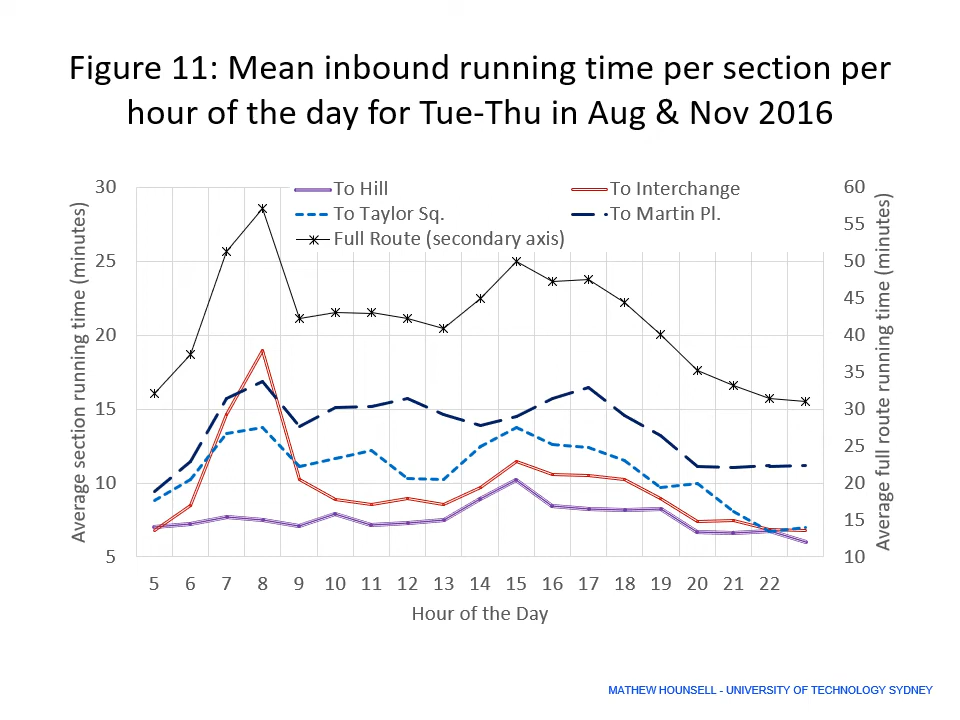 Figure 11: Mean inbound running time per section per
hour of the day for Tue-Thu in Aug & Nov 2016
To Hill
To Interchange
To Taylor Sq.
To Martin Pl.
Full Route (secondary axis)
Average section running time (minutes)
30
25
20
15
10
5
60
55
50
45
40
35
30
25
20
15
10
Average full route running time (minutes)
5 6 7 8 9 10 11 12 13 14 15 16 17 18 19 20 21 22
Hour of the Day
MATHEW HOUNSELL - UNIVERSITY OF TECHNOLOGY SYDNEY